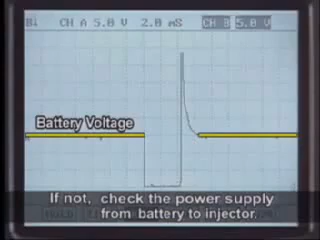 CH A 5.0 V 2.0 mS CH B 5.0 V
Battery Voltage
If not, check the power supply
from battery to injector.